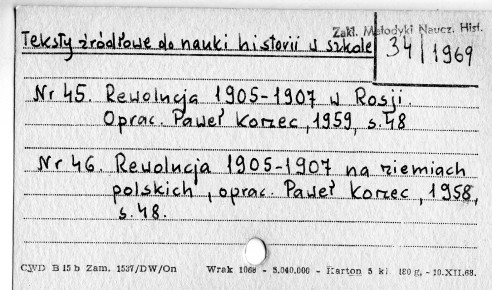 Zakł. Metodyki Naucz. Hist.
Teksty źródłowe do nauki historii w szkole
34/1969
Nr 45. Rewolucja 1905-1907 w Rosji.
Oprac. Paweł Korzec, 1959, s.48
Nr 46. Rewolucja 1905-1907 na ziemiach
polskich, oprac. Paweł Korzec, 1958,
s.48.
CWD B 15 b Zam. 1537/DW/On Wrak 1068 - 5.040.000 - Karton 5 kl. 180 g. - 10.XII.68.